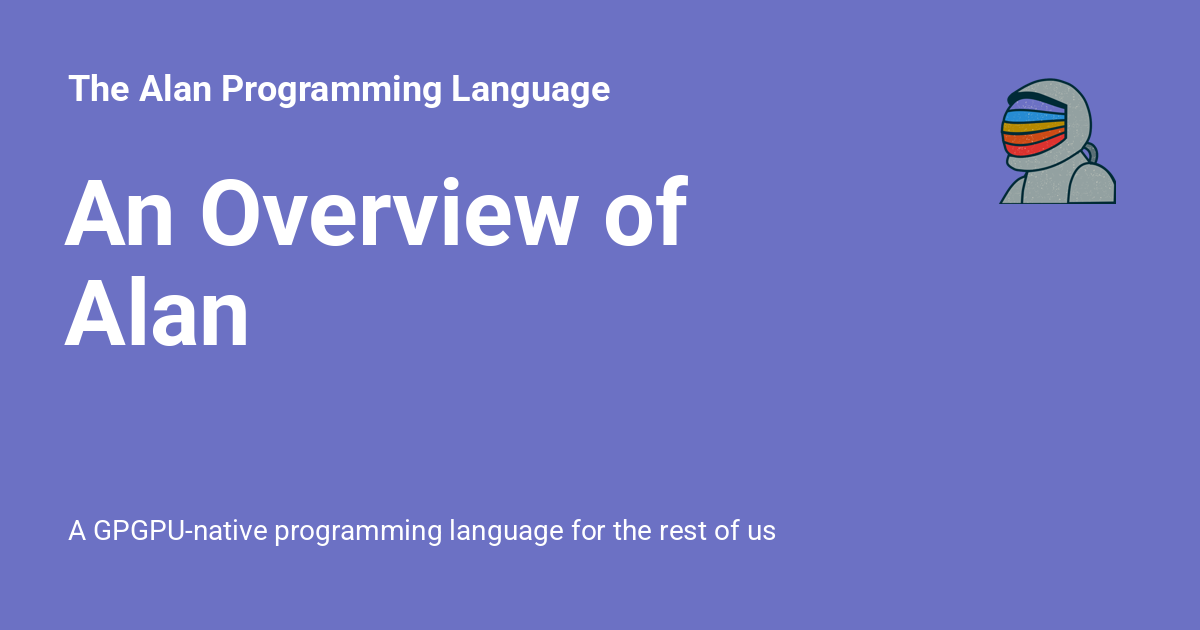 The Alan Programming Language
An Overview of
Alan
A GPGPU-native programming language for the rest of us